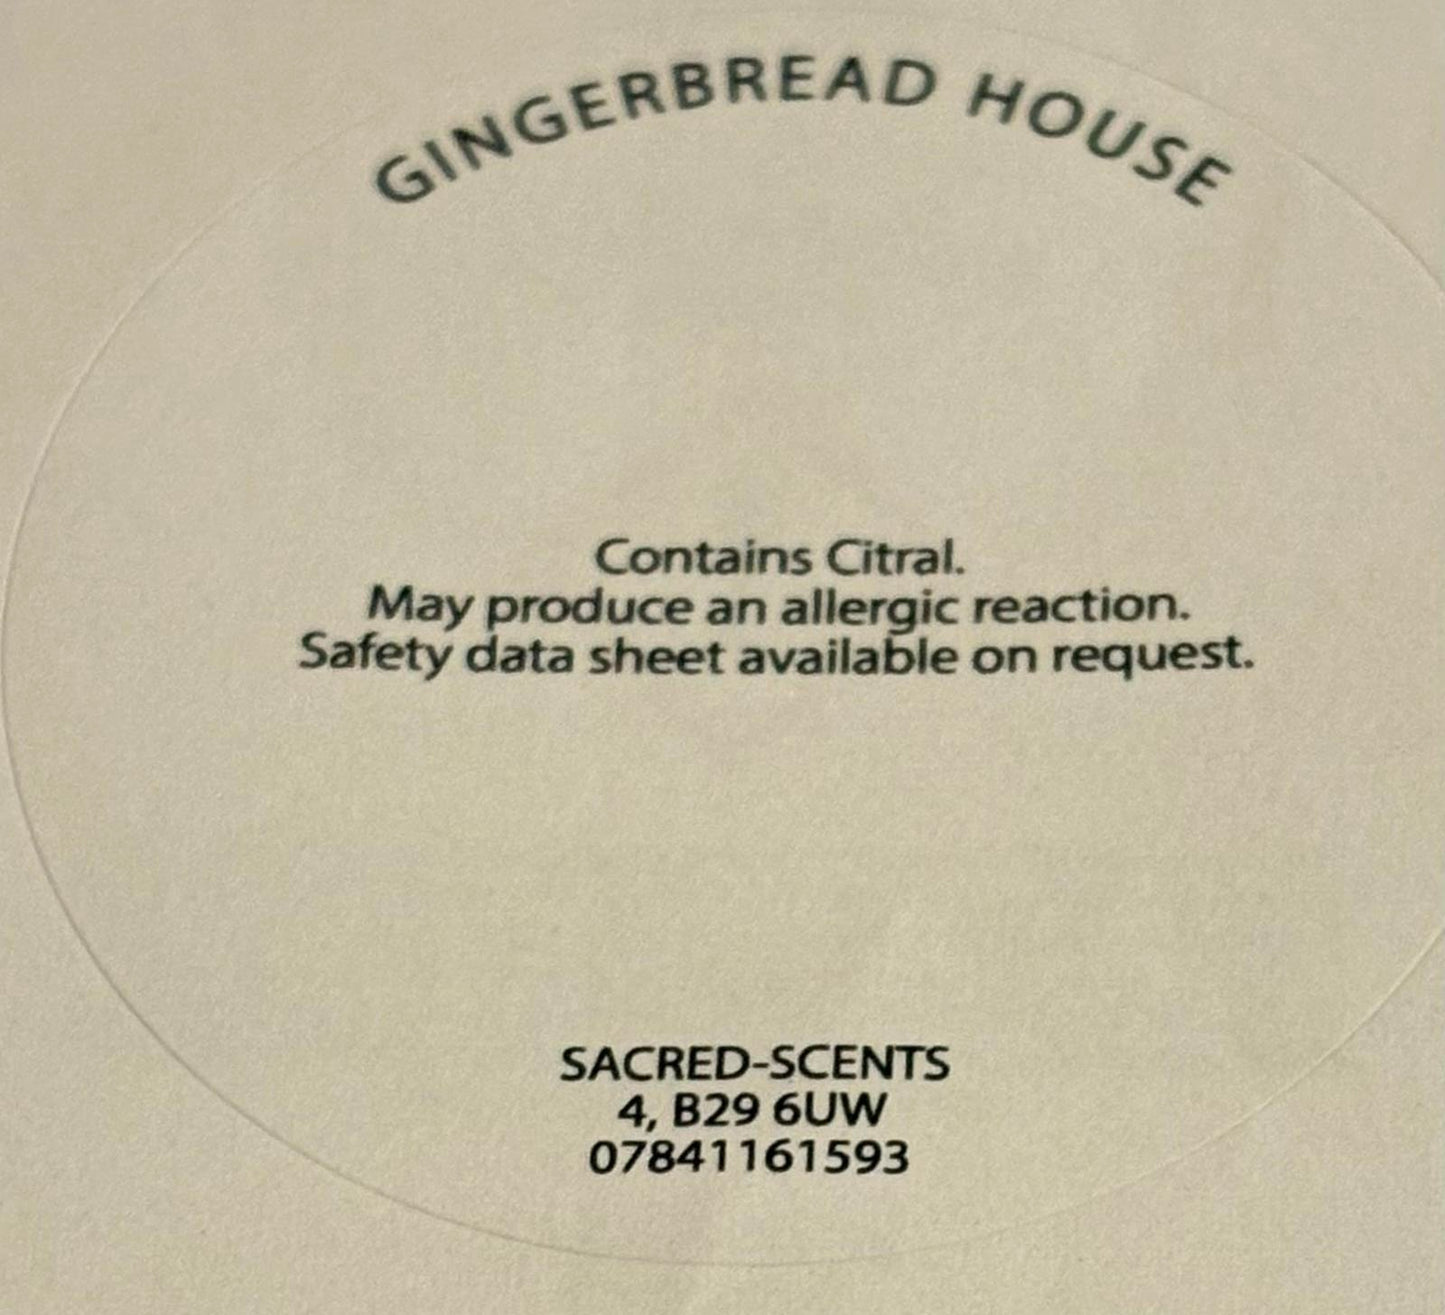 GINGERBREAD HOUSE
Contains Citral.
May produce an allergic reaction.
Safety data sheet available on request.
SACRED-SCENTS
4, B29 6UW
07841161593